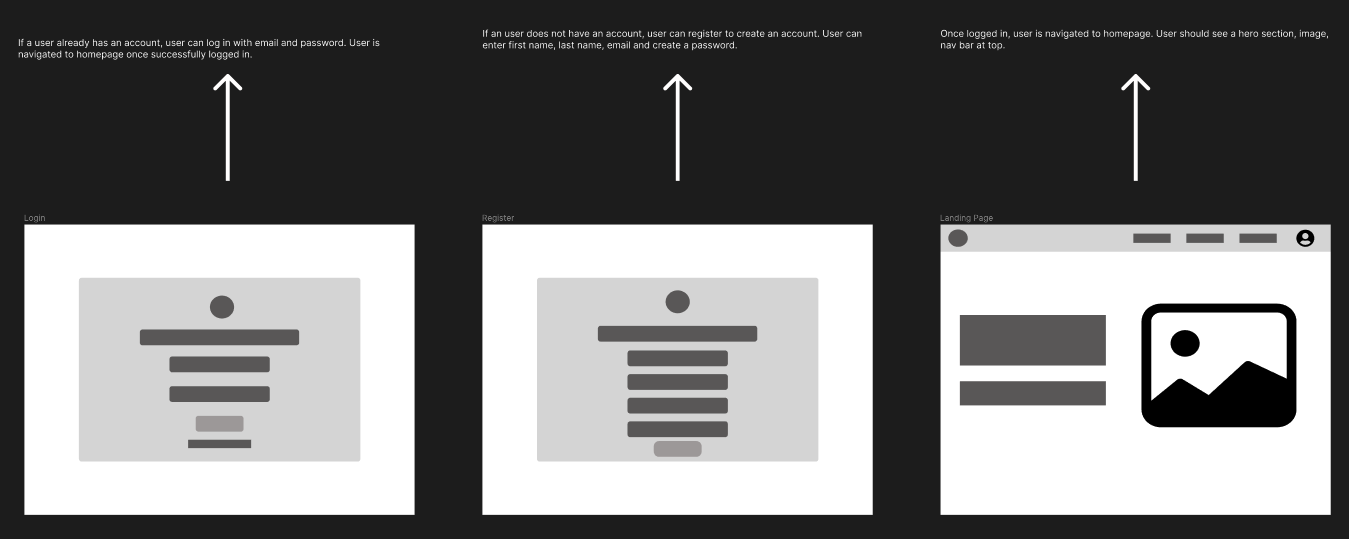 If a user already has an account, user can log in with email and password. User is
navigated to homepage once successfully logged in.
If an user does not have an account, user can register to create an account. User can
enter first name, last name, email and create a password.
Once logged in, user is navigated to homepage. User should see a hero section, image,
nav bar at top.
Login
Register
Landing Page